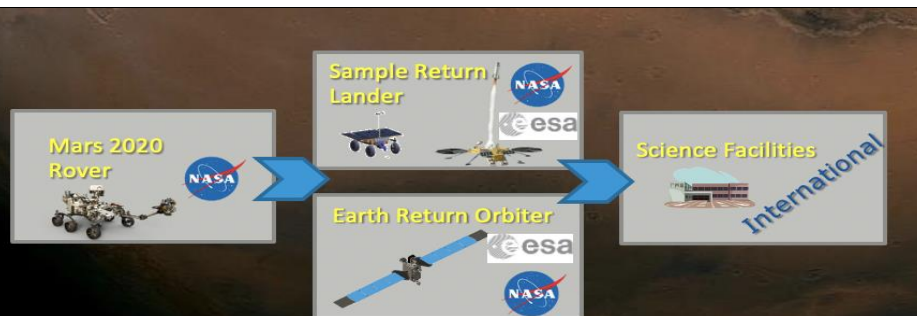 Mars 2020
Rover
NASA
Sample Return
Lander
NASA
esa
Earth Return Orbiter
esa
NASA
Science Facilities
International